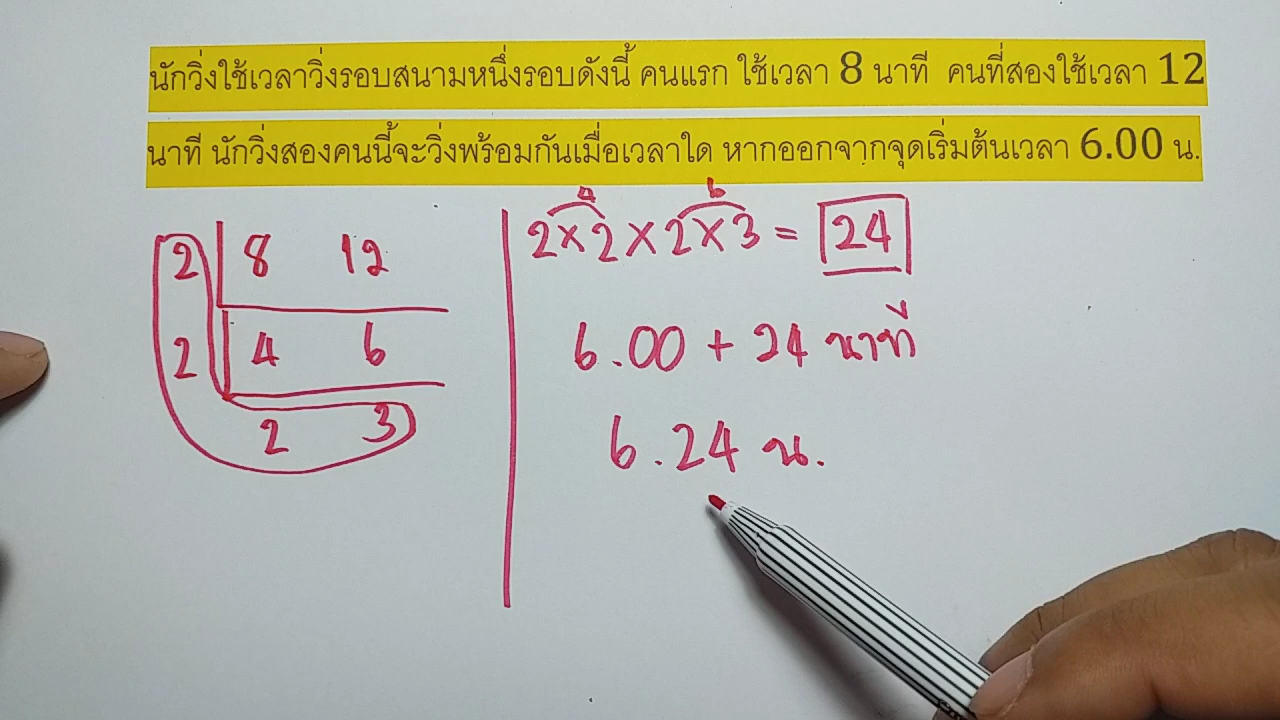 นักวิ่งใช้เวลาวิ่งรอบสนามหนึ่งรอบดังนี้ คนแรก ใช้เวลา 8 นาที คนที่สองใช้เวลา 12
นาที นักวิ่งสองคนนี้จะวิ่งพร้อมกันเมื่อเวลาใด หากออกจากจุดเริ่มต้นเวลา 6.00 น.
2 8 12
2 4 6
2 3
4 6
2×2×2×3 = 24
6.00 + 24 นาที
6.24 น.